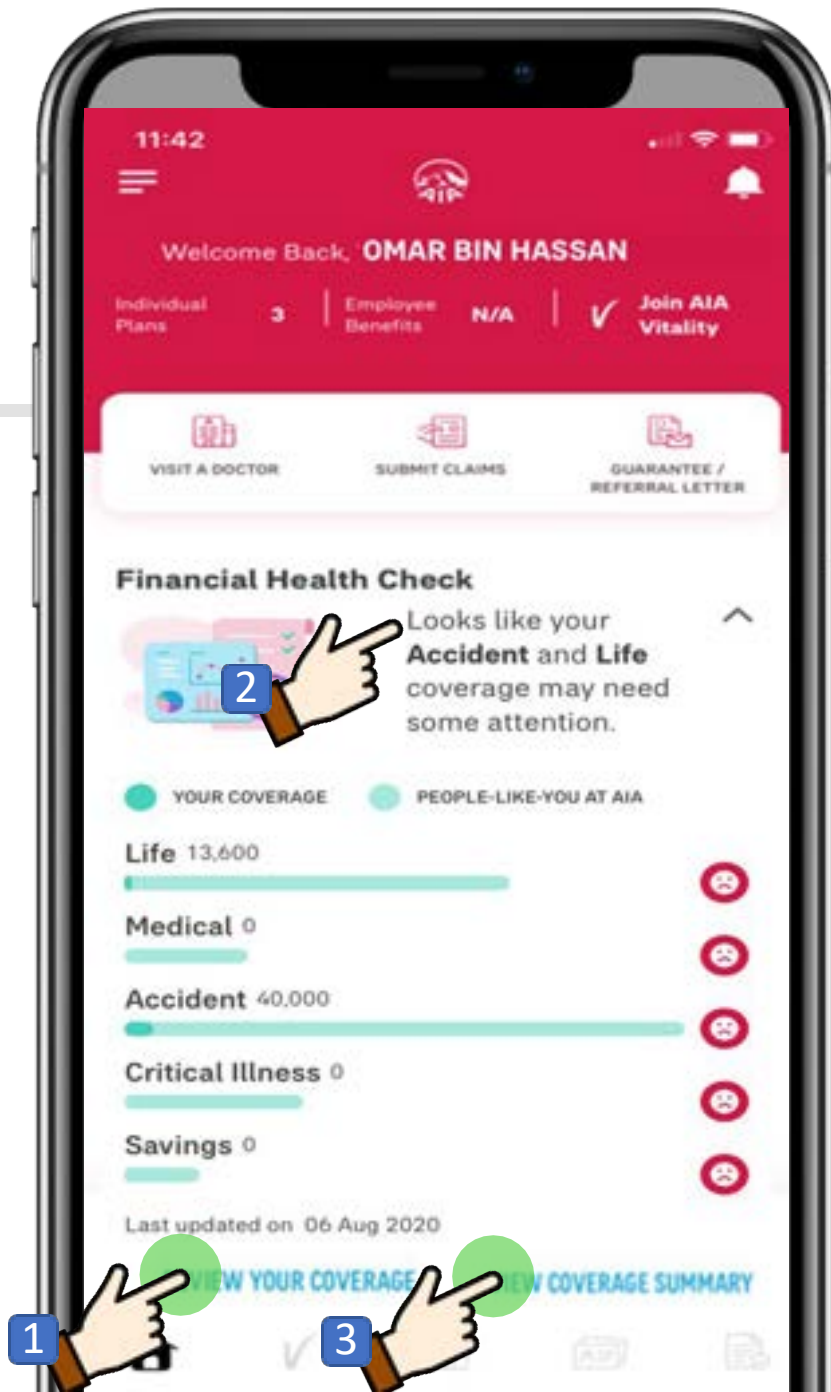 11:42
AIA
Welcome Back, OMAR BIN HASSAN
Individual Plans 3
Employee Benefits N/A
Join AIA Vitality
VISIT A DOCTOR
SUBMIT CLAIMS
GUARANTEE /
REFERRAL LETTER
Financial Health Check
Looks like your
Accident and Life
coverage may need
some attention.
2
YOUR COVERAGE
PEOPLE-LIKE-YOU AT AIA
Life 13,600
Medical 0
Accident 40,000
Critical Illness 0
Savings 0
Last updated on 06 Aug 2020
YOUR COVERAGE
COVERAGE SUMMARY
1
3